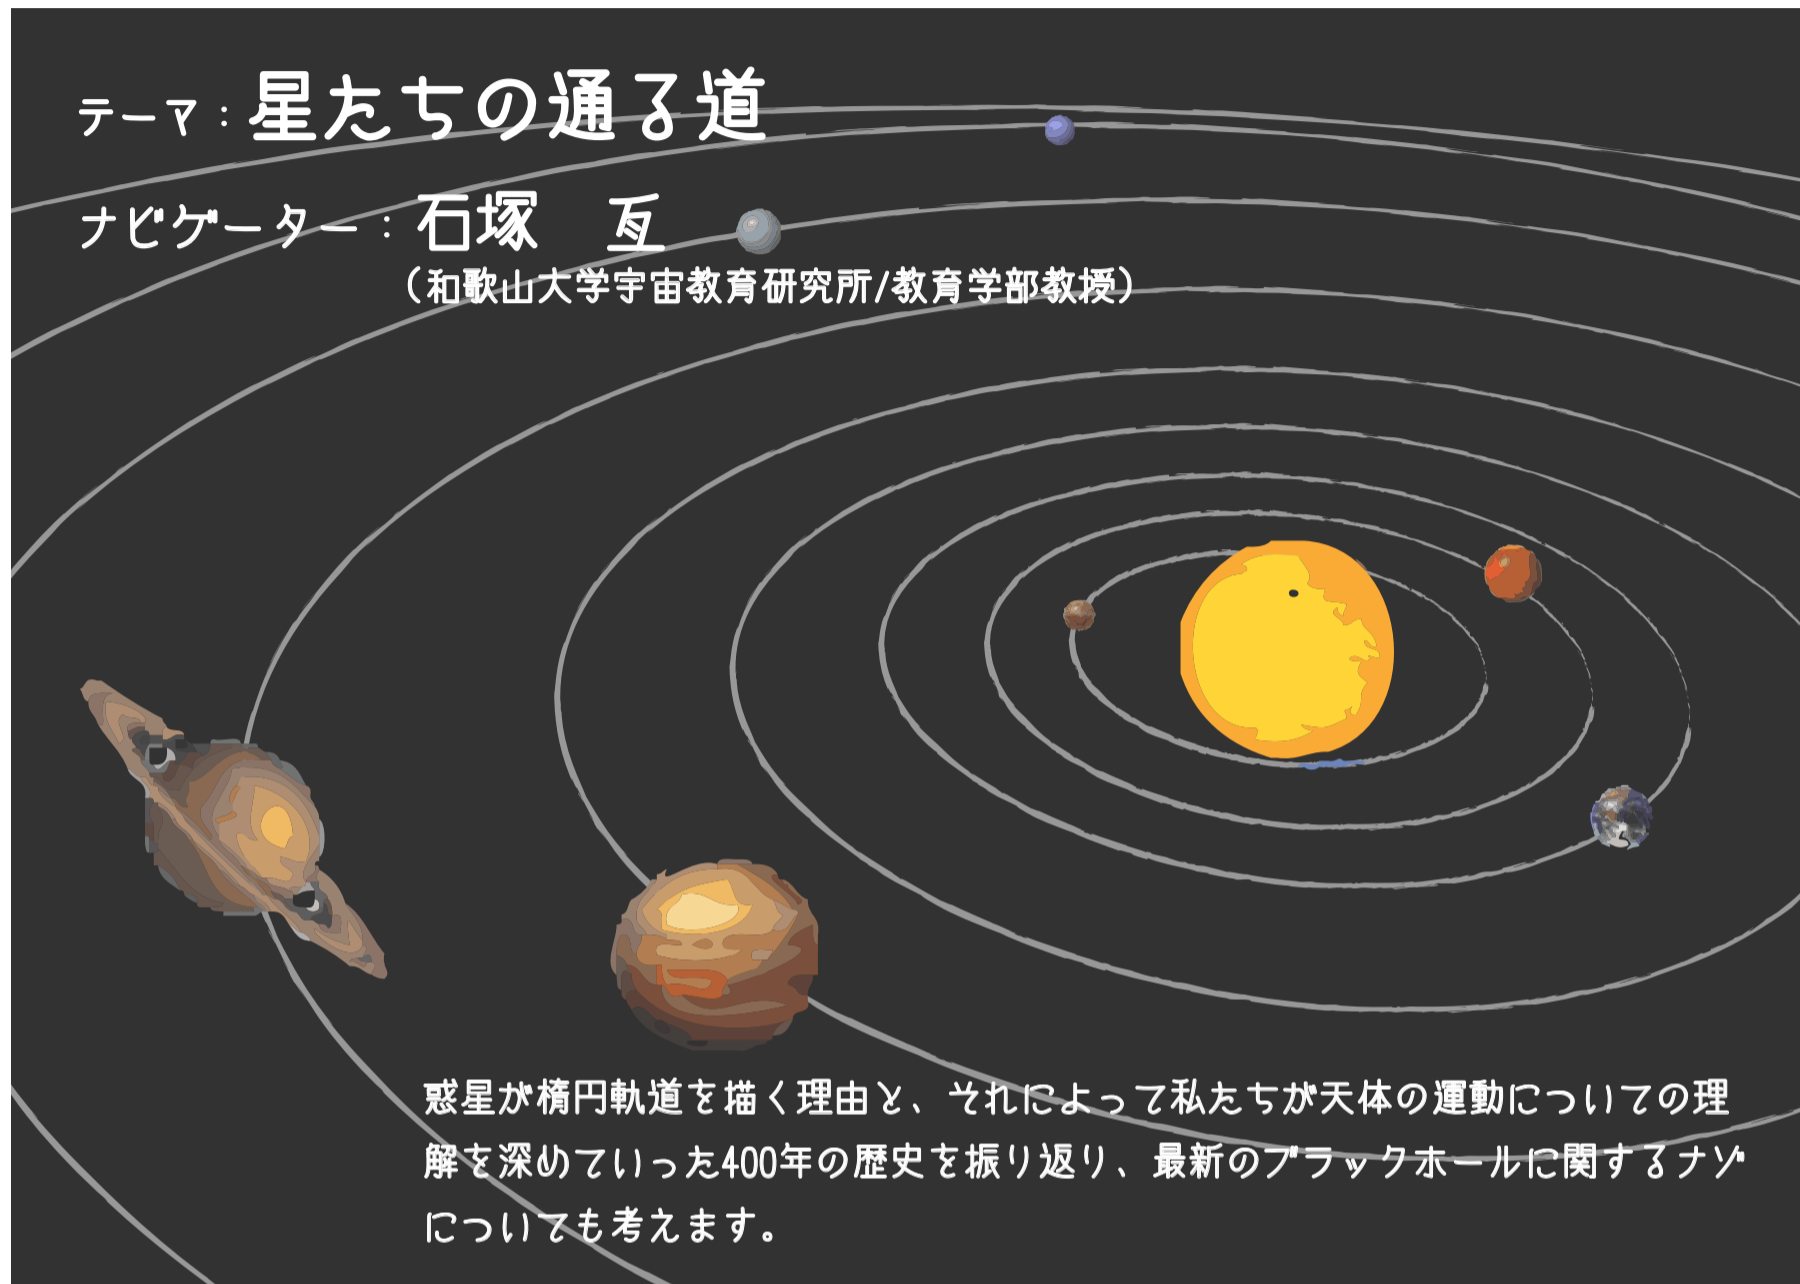 テーマ：星たちの通る道
ナビゲーター：石塚　亙
（和歌山大学宇宙教育研究所/教育学部教授）
惑星が楕円軌道を描く理由と、それによって私たちが天体の運動についての理
解を深めていった400年の歴史を振り返り、最新のブラックホールに関するナゾ
についても考えます。